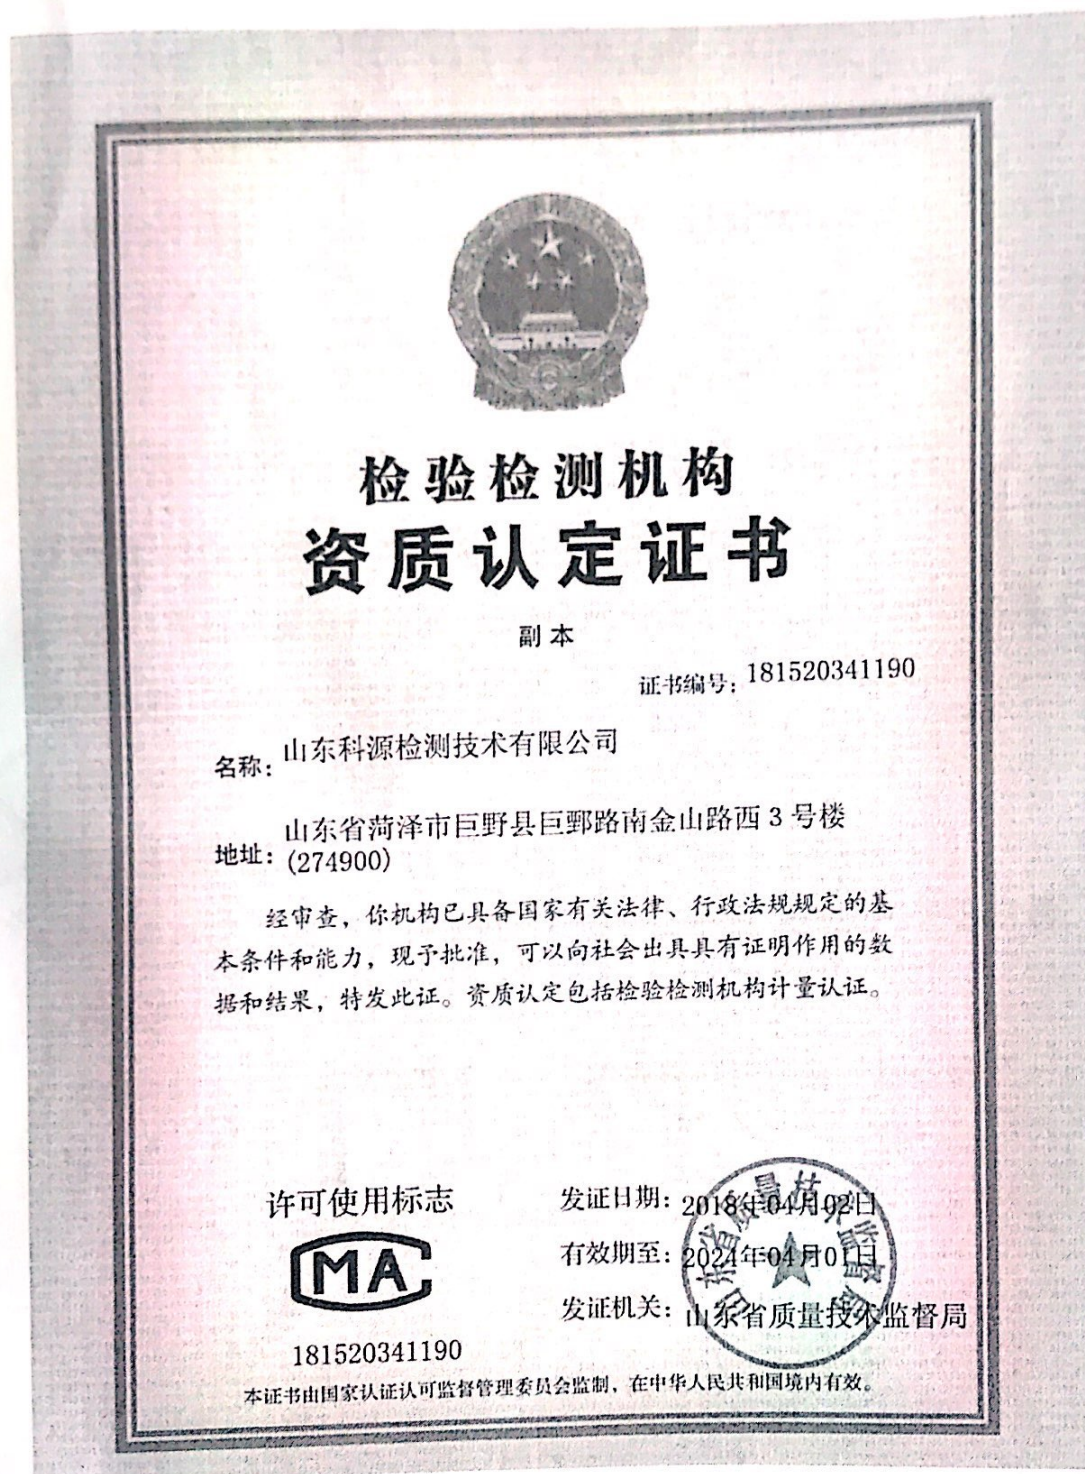 检验检测机构
资质认定证书
副本
证书编号：181520341190
名称：山东科源检测技术有限公司
地址：山东省菏泽市巨野县巨鄄路南金山路西3号楼
(274900)
经审查，你机构已具备国家有关法律、行政法规规定的基
本条件和能力，现予批准，可以向社会出具具有证明作用的数
据和结果，特发此证。资质认定包括检验检测机构计量认证。
许可使用标志
MA
181520341190
发证日期：2018年04月02日
有效期至：2024年04月01日
发证机关：山东省质量技术监督局
山东省质量技术监督局
本证书由国家认证认可监督管理委员会监制，在中华人民共和国境内有效。